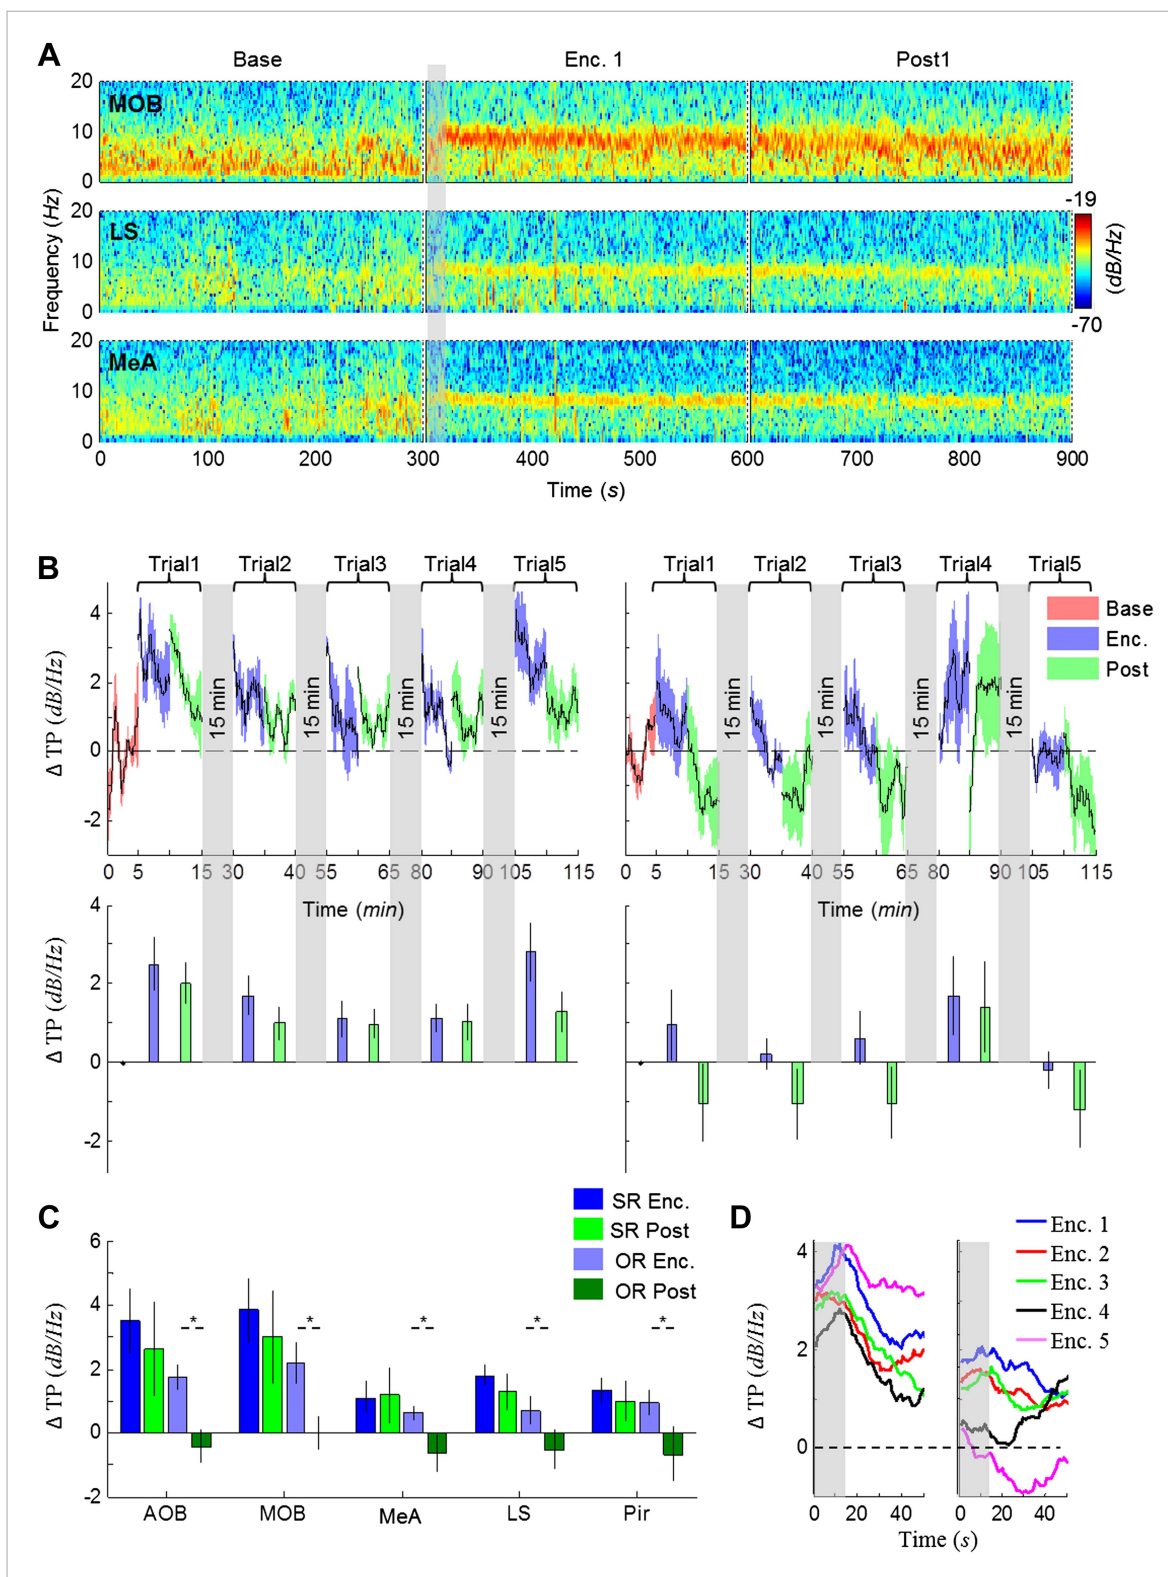 A
Base Enc. 1 Post1
20
MOB
10
0
20
LS
10
0
20
MeA
10
0
Frequency (Hz)
-19
(dB/Hz)
-70
0 100 200 300 400 500 600 700 800 900
Time (s)
B
Trial1 Trial2 Trial3 Trial4 Trial5
Trial1 Trial2 Trial3 Trial4 Trial5
Base
Enc.
Post
4
2
0
-2
Δ TP (dB/Hz)
15 min 15 min 15 min 15 min
15 min 15 min 15 min 15 min
0 5 15 30 40 55 65 80 90 105 115
0 5 15 30 40 55 65 80 90 105 115
Time (min) Time (min)
4
2
0
-2
Δ TP (dB/Hz)
C
SR Enc.
SR Post
OR Enc.
OR Post
6
4
2
0
-2
Δ TP (dB/Hz)
* * * * *
AOB MOB MeA LS Pir
D
Enc. 1
Enc. 2
Enc. 3
Enc. 4
Enc. 5
4
2
0
Δ TP (dB/Hz)
0 20 40 0 20 40
Time (s)